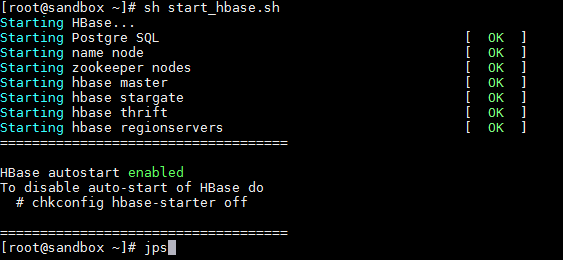 [root@sandbox ~]# sh start_hbase.sh
Starting HBase...
Starting Postgre SQL [ OK ]
Starting name node [ OK ]
Starting zookeeper nodes [ OK ]
Starting hbase master [ OK ]
Starting hbase stargate [ OK ]
Starting hbase thrift [ OK ]
Starting hbase regionservers [ OK ]
====================================
HBase autostart enabled
To disable auto-start of HBase do
# chkconfig hbase-starter off
====================================
[root@sandbox ~]# jps